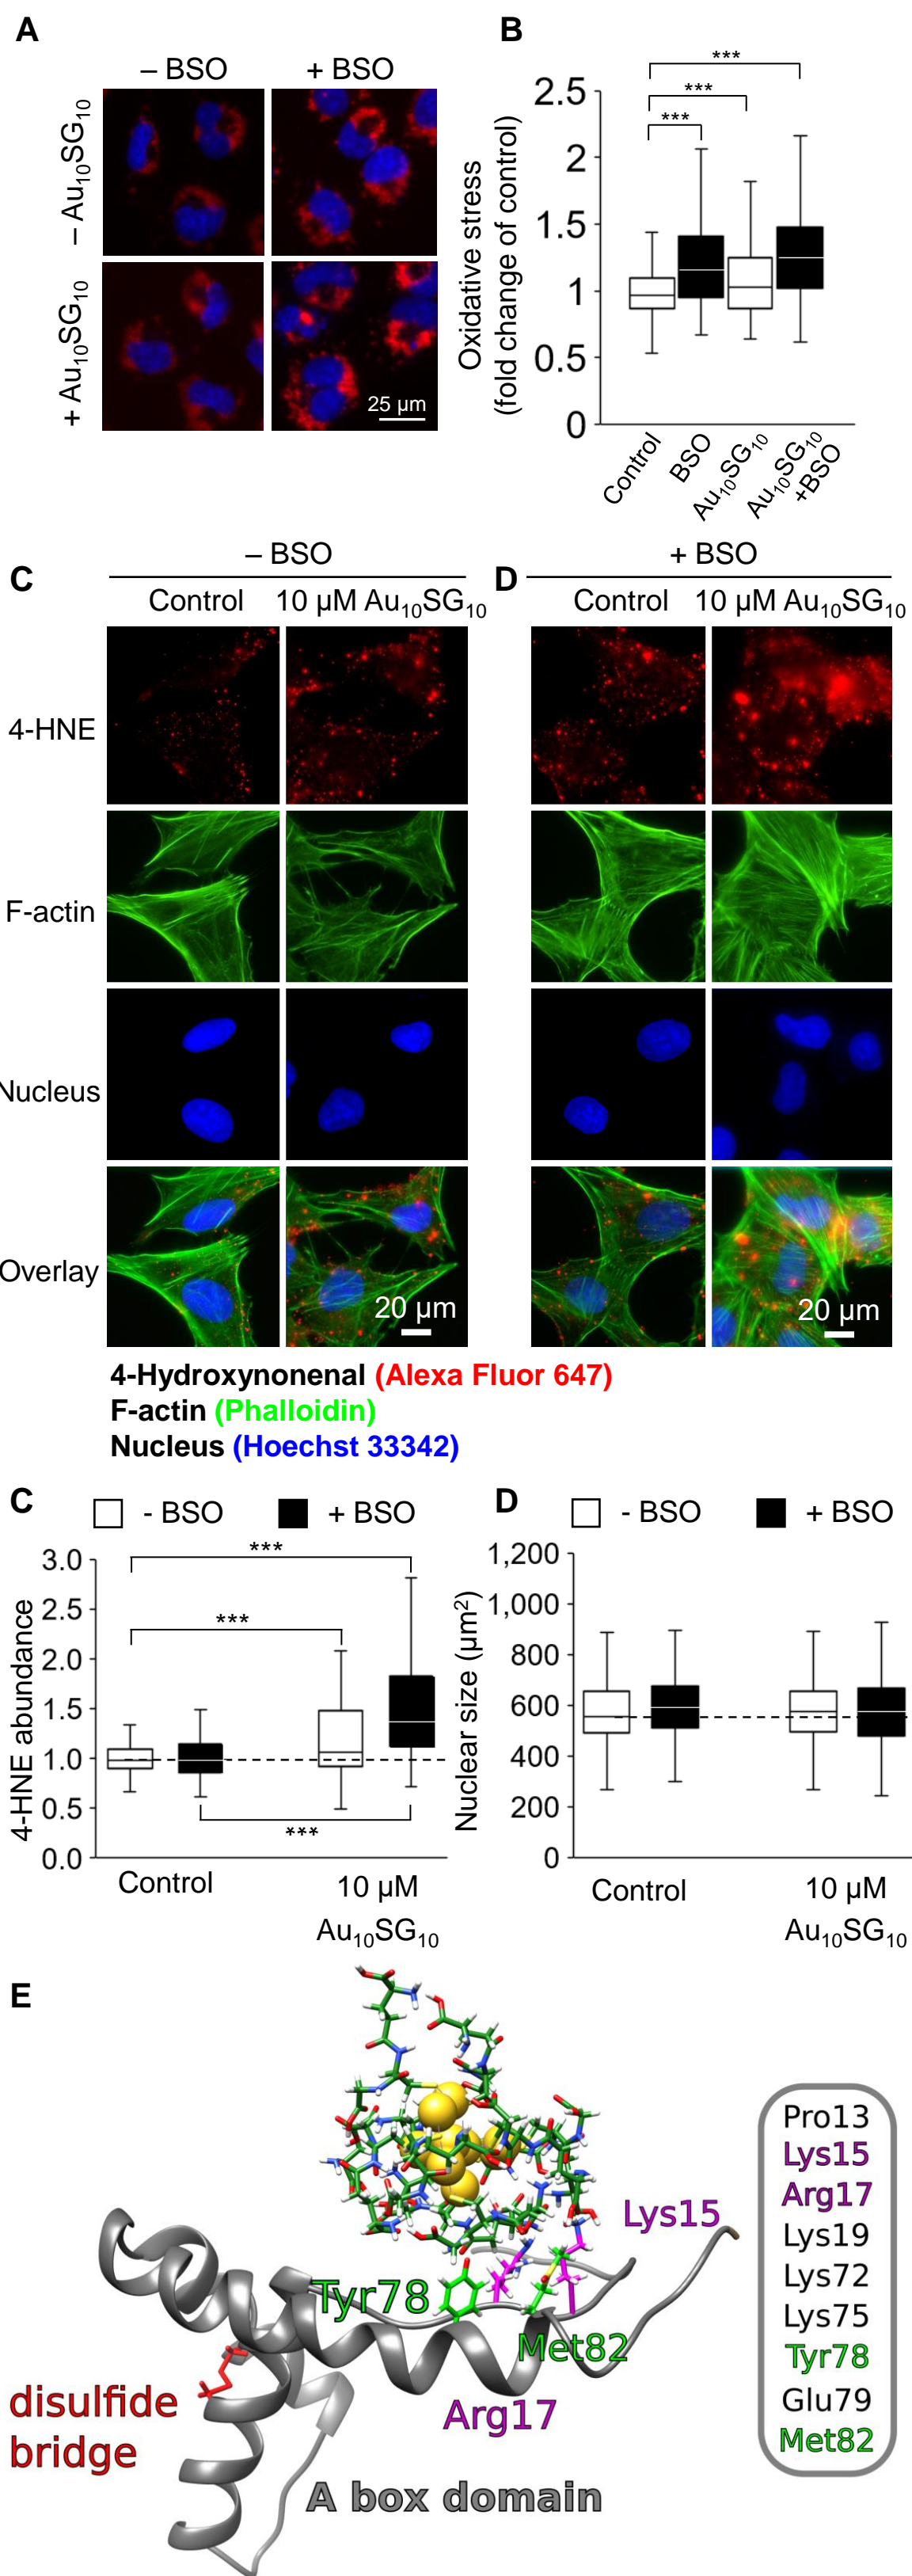 A
– BSO
+ BSO
– Au10SG10
+ Au10SG10
25 µm
B
Oxidative stress
(fold change of control)
2.5
2
1.5
1
0.5
0
***
***
***
Control
BSO
Au10SG10
Au10SG10
+BSO
– BSO
+ BSO
C
Control
10 µM Au10SG10
D
Control
10 µM Au10SG10
4-HNE
F-actin
Nucleus
Overlay
20 µm
20 µm
4-Hydroxynonenal (Alexa Fluor 647)
F-actin (Phalloidin)
Nucleus (Hoechst 33342)
C
- BSO
+ BSO
4-HNE abundance
3.0
2.5
2.0
1.5
1.0
0.5
0.0
***
***
***
Control
10 µM
Au10SG10
D
- BSO
+ BSO
Nuclear size (µm2)
1,200
1,000
800
600
400
200
0
Control
10 µM
Au10SG10
E
Lys15
Tyr78
Met82
Arg17
disulfide
bridge
A box domain
Pro13
Lys15
Arg17
Lys19
Lys72
Lys75
Tyr78
Glu79
Met82